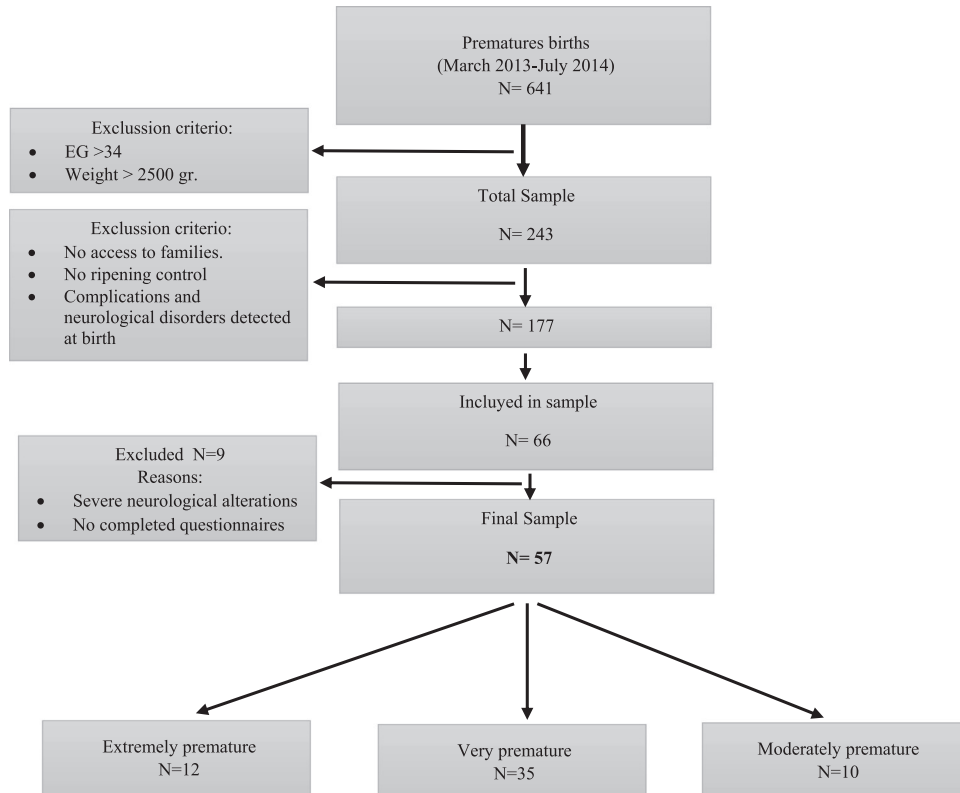 Prematures births
(March 2013-July 2014)
N= 641
Exclussion criterio:
• EG >34
• Weight > 2500 gr.
Total Sample
N= 243
Exclussion criterio:
• No access to families.
• No ripening control
• Complications and
neurological disorders detected
at birth
N= 177
Incluyed in sample
N= 66
Excluded N=9
Reasons:
• Severe neurological alterations
• No completed questionnaires
Final Sample
N= 57
Extremely premature
N=12
Very premature
N=35
Moderately premature
N=10